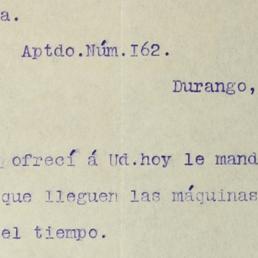 a.
Aptdo.Núm.I62.
Durango,
ofrecí á Ud.hoy le mand
que lleguen las máquinas
el tiempo.